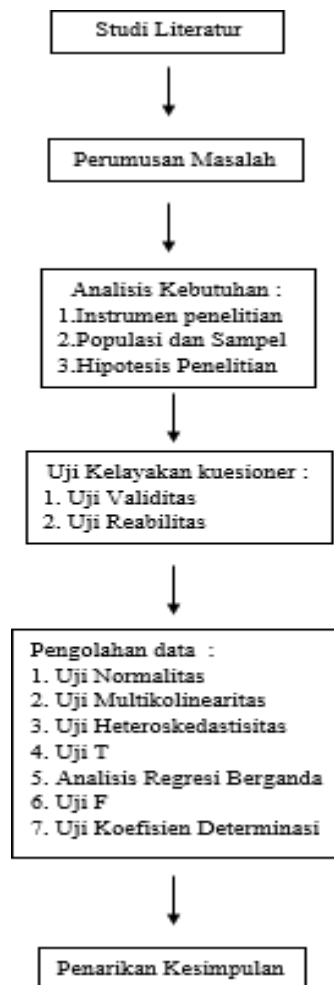 Studi Literatur
Perumusan Masalah
Analisis Kebutuhan :
1.Instrumen penelitian
2.Populasi dan Sampel
3.Hipotesis Penelitian
Uji Kelayakan kuesioner :
1. Uji Validitas
2. Uji Reabilitas
Pengolahan data :
1. Uji Normalitas
2. Uji Multikolinearitas
3. Uji Heteroskedastisitas
4. Uji T
5. Analisis Regresi Berganda
6. Uji F
7. Uji Koefisien Determinasi
Penarikan Kesimpulan